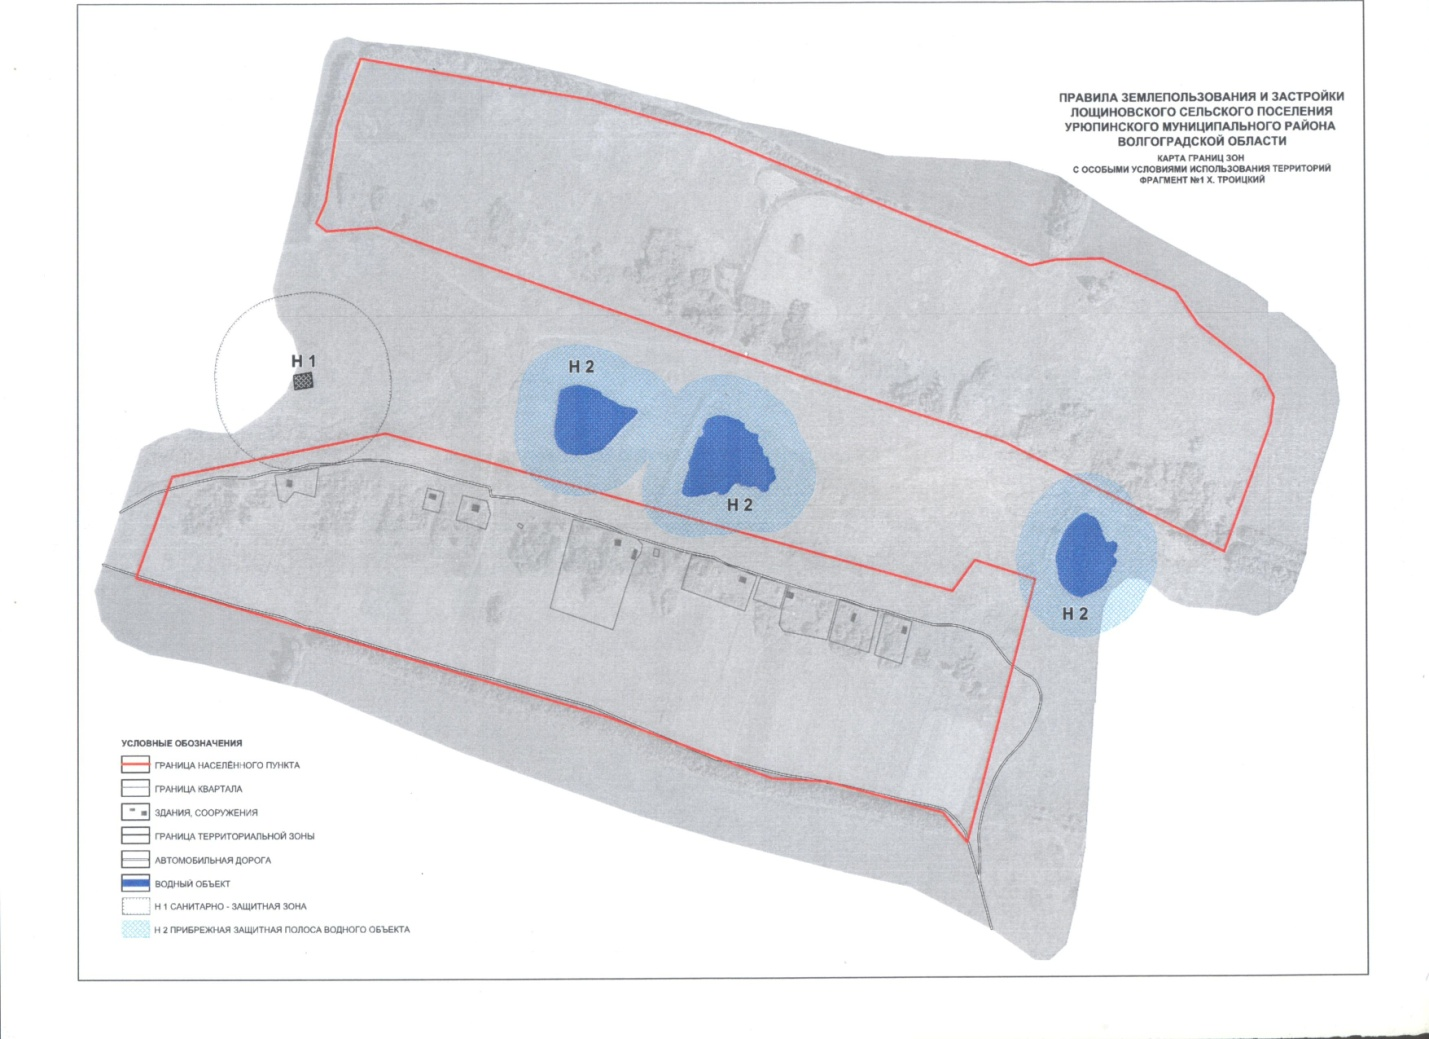 ПРАВИЛА ЗЕМЛЕПОЛЬЗОВАНИЯ И ЗАСТРОЙКИ
ЛОЩИНОВСКОГО СЕЛЬСКОГО ПОСЕЛЕНИЯ
УРЮПИНСКОГО МУНИЦИПАЛЬНОГО РАЙОНА
ВОЛГОГРАДСКОЙ ОБЛАСТИ
КАРТА ГРАНИЦ ЗОН
С ОСОБЫМИ УСЛОВИЯМИ ИСПОЛЬЗОВАНИЯ ТЕРРИТОРИЙ
ФРАГМЕНТ №1 Х. ТРОИЦКИЙ
Н 1
Н 2
Н 2
Н 2
УСЛОВНЫЕ ОБОЗНАЧЕНИЯ
ГРАНИЦА НАСЕЛЁННОГО ПУНКТА
ГРАНИЦА КВАРТАЛА
ЗДАНИЯ, СООРУЖЕНИЯ
ГРАНИЦА ТЕРРИТОРИАЛЬНОЙ ЗОНЫ
АВТОМОБИЛЬНАЯ ДОРОГА
ВОДНЫЙ ОБЪЕКТ
Н 1 САНИТАРНО - ЗАЩИТНАЯ ЗОНА
Н 2 ПРИБРЕЖНАЯ ЗАЩИТНАЯ ПОЛОСА ВОДНОГО ОБЪЕКТА